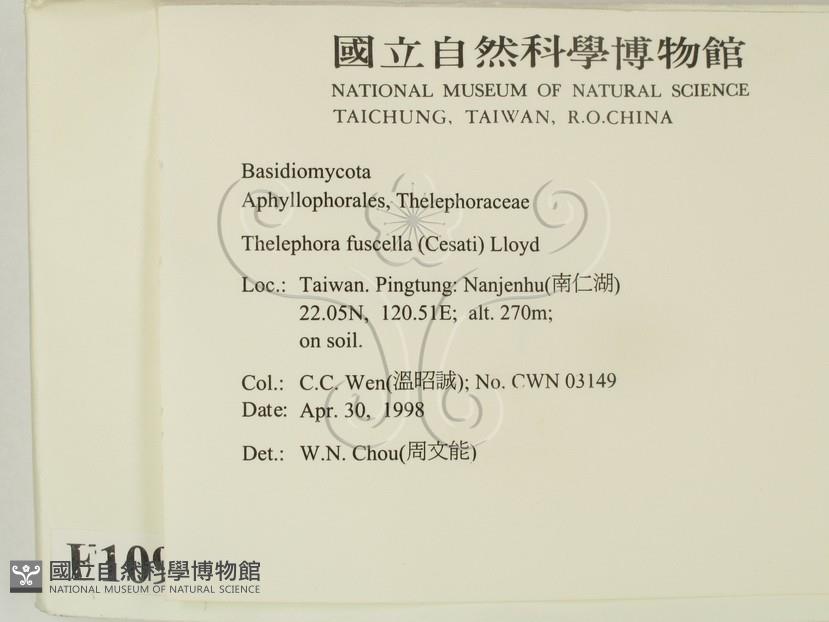 國立自然科學博物館
NATIONAL MUSEUM OF NATURAL SCIENCE
TAICHUNG, TAIWAN, R.O.CHINA
Basidiomycota
Aphyllophorales, Thelephoraceae
Thelephora fuscella (Cesati) Lloyd
Loc.: Taiwan. Pingtung: Nanjenhu(南仁湖)
22.05N, 120.51E; alt. 270m;
on soil.
Col.: C.C. Wen(溫昭誠); No. CWN 03149
Date: Apr. 30, 1998
Det.: W.N. Chou(周文能)
國立自然科學博物館
NATIONAL MUSEUM OF NATURAL SCIENCE